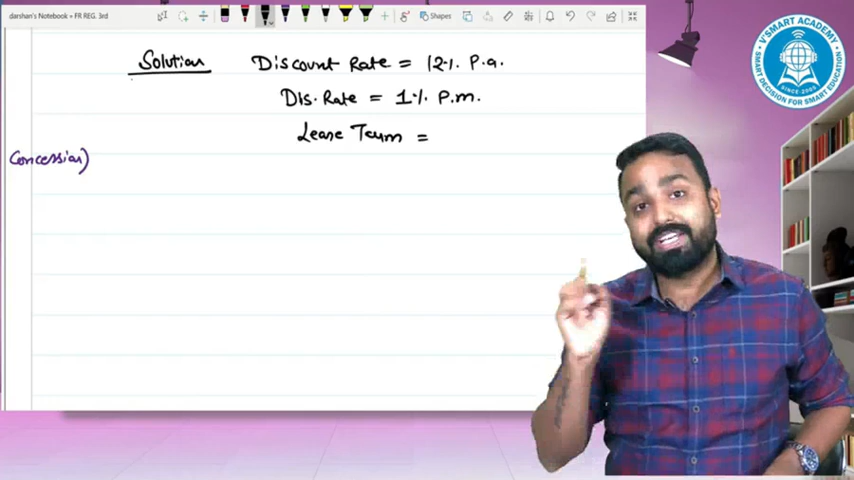 darshan's Notebook » FR REG. 3rd
Shapes
Solution
Discount Rate = 12%. P.a.
Dis. Rate = 1%. P.m.
Lease Term =
Concession)
V'SMART ACADEMY
SINCE - 2005
SMART DECISION FOR SMART EDUCATION